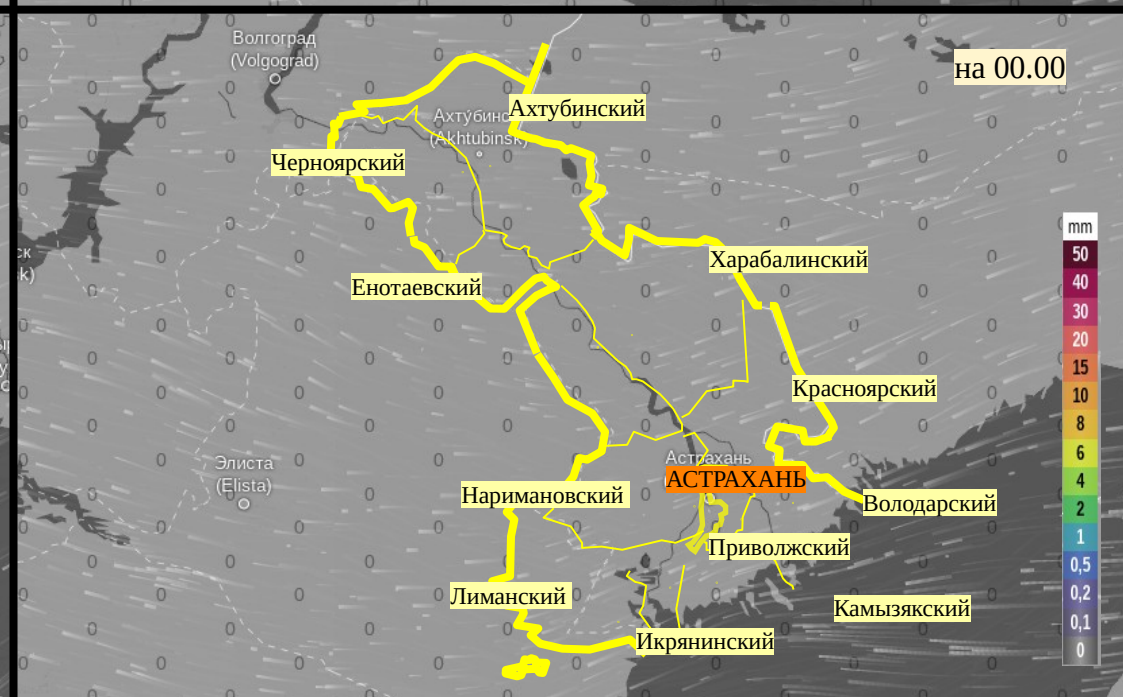 Волгоград
(Volgograd)
на 00.00
Ахтубинский
Ахтубинс
(Akhtubinsk)
Черноярский
mm
50
40
30
20
15
10
8
6
4
2
1
0,5
0,2
0,1
0
ск
k)
Харабалинский
Енотаевский
Красноярский
Элиста
(Elista)
Астрахань
АСТРАХАНЬ
Наримановский
Володарский
Приволжский
Лиманский
Камызякский
Икрянинский